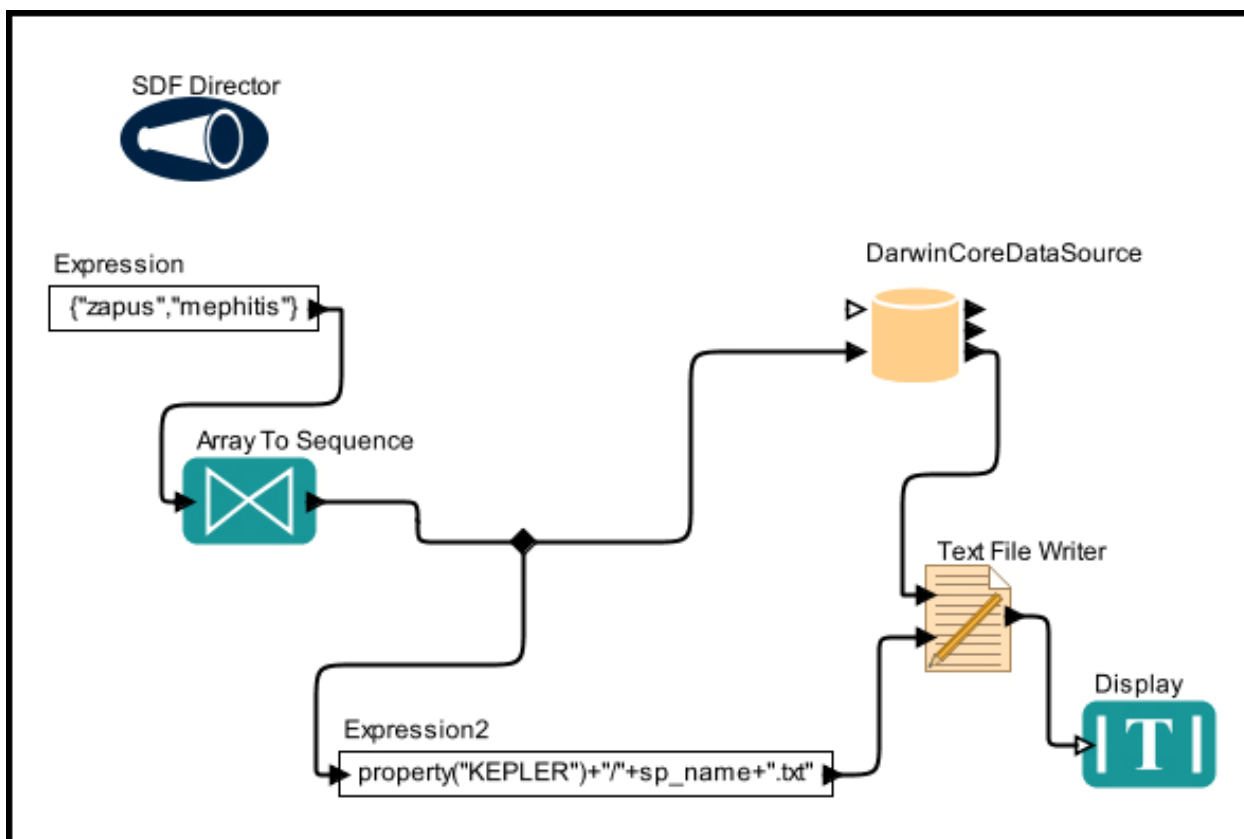 SDF Director
DarwinCoreDataSource
Expression
{"zapus","mephitis"}
Array To Sequence
Text File Writer
Display
T
Expression2
property("KEPLER")+"/"+sp_name+".txt"